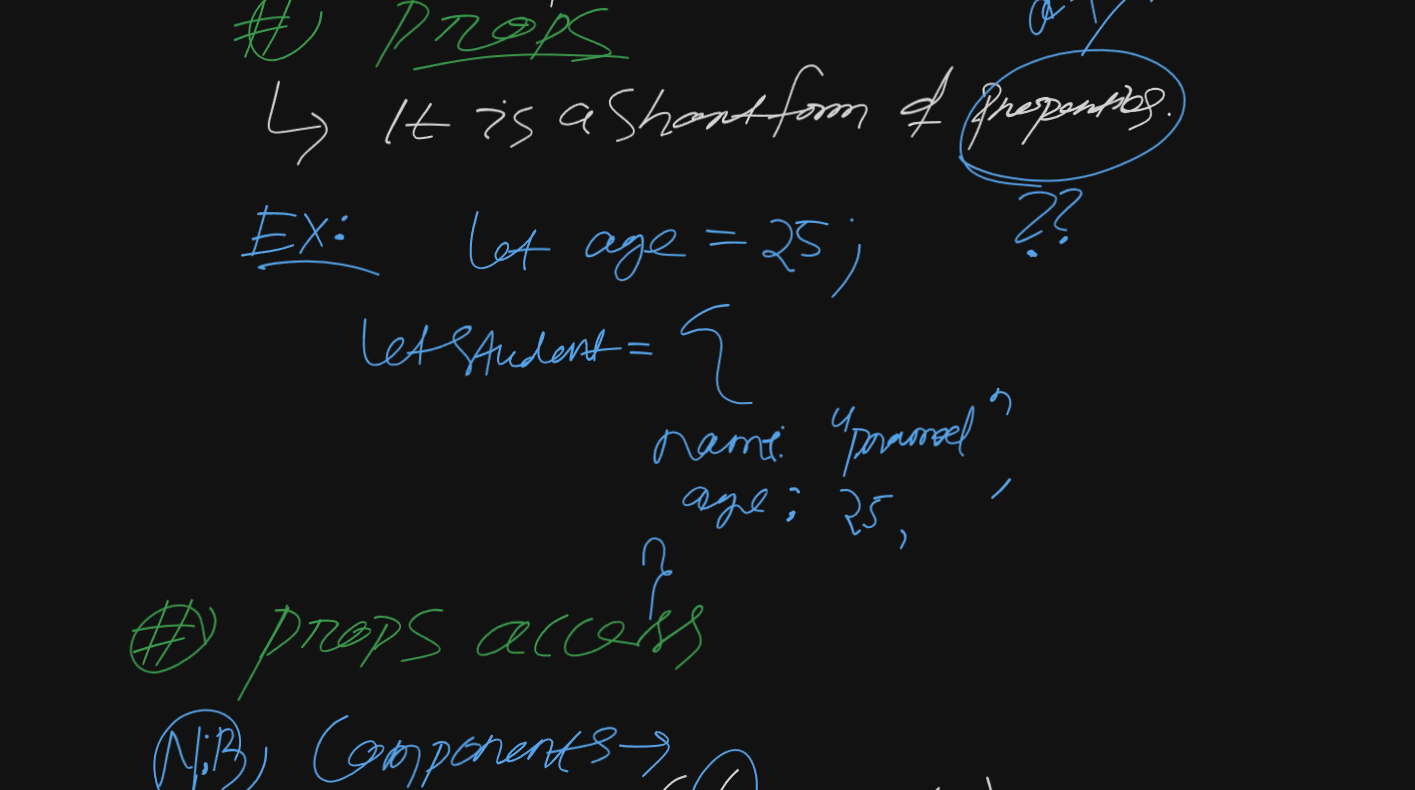 #) Props
↳ It is a Short form of properties.
??
EX: let age = 25;
let student = {
name: "pramod",
age: 25,
}
#) props access
N:B, Components →